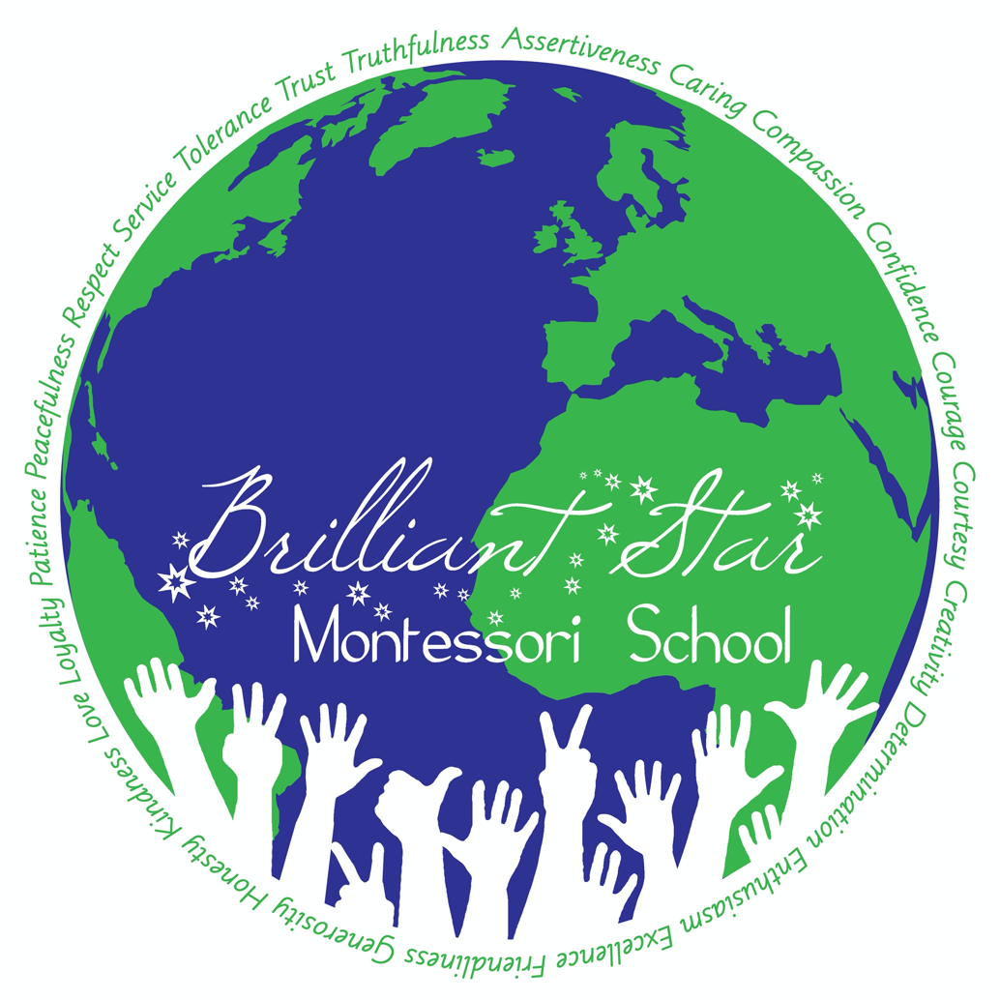 Assertiveness Caring Compassion Confidence Courage Courtesy Creativity Determination Enthusiasm Excellence Friendliness Generosity Honesty Kindness Love Loyalty Patience Peacefulness Respect Service Tolerance Trust Truthfulness
Brilliant Star
Montessori School